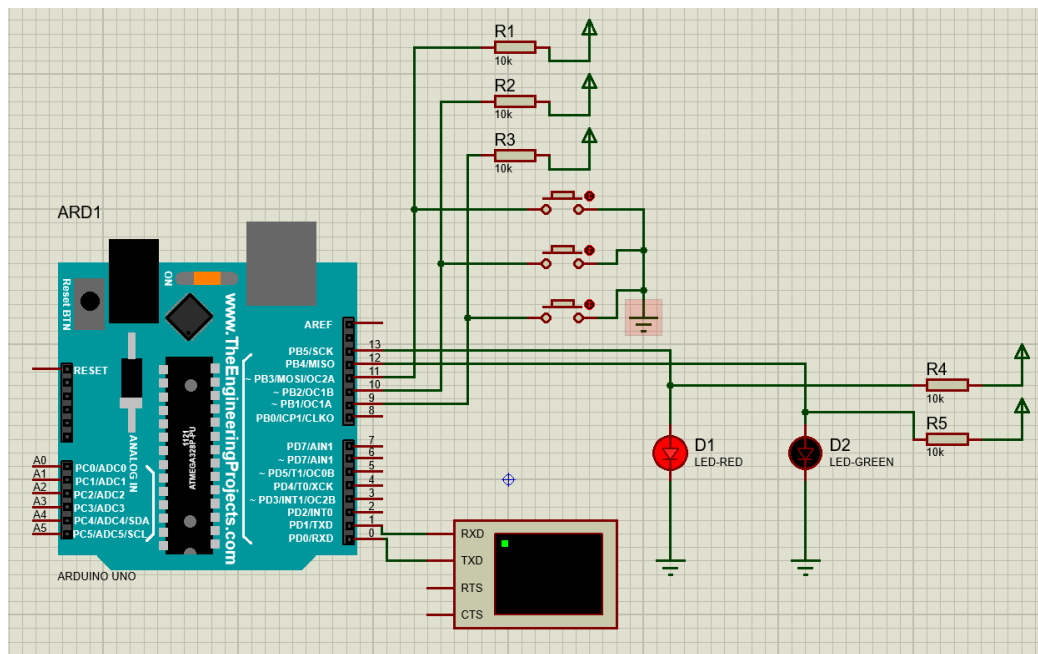 R1
10k
R2
10k
R3
10k
ARD1
Reset BTN
ON
www.TheEngineeringProjects.com
AREF
RESET
PB5/SCK 13
PB4/MISO 12
~ PB3/MOSI/OC2A 11
~ PB2/OC1B 10
~ PB1/OC1A 9
PB0/ICP1/CLKO 8
1121
ATMEGA328P-PU
ANALOG IN
PD7/AIN1 7
~ PD7/AIN1 6
~ PD5/T1/OC0B 5
PD4/T0/XCK 4
~ PD3/INT1/OC2B 3
PD2/INT0 2
PD1/TXD 1
PD0/RXD 0
A0 PC0/ADC0
A1 PC1/ADC1
A2 PC2/ADC2
A3 PC3/ADC3
A4 PC4/ADC4/SDA
A5 PC5/ADC5/SCL
ARDUINO UNO
R4
10k
R5
10k
D1
LED-RED
D2
LED-GREEN
RXD
TXD
RTS
CTS